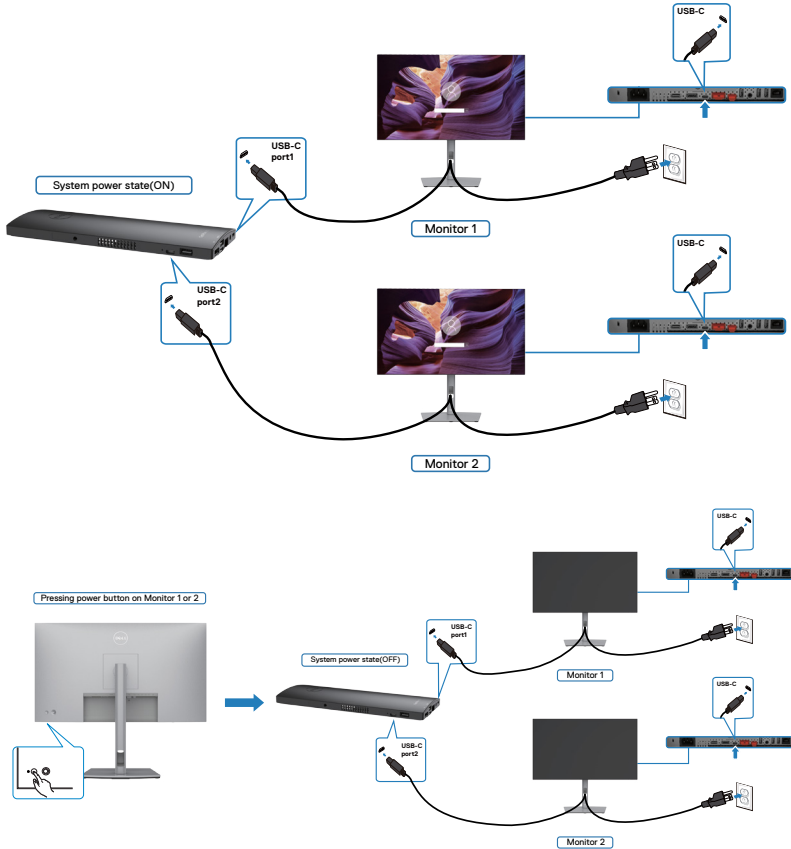 USB-C
USB-C
port1
System power state(ON)
Monitor 1
USB-C
USB-C
port2
Monitor 2
USB-C
Pressing power button on Monitor 1 or 2
DELL
USB-C
port1
System power state(OFF)
Monitor 1
USB-C
USB-C
port2
Monitor 2